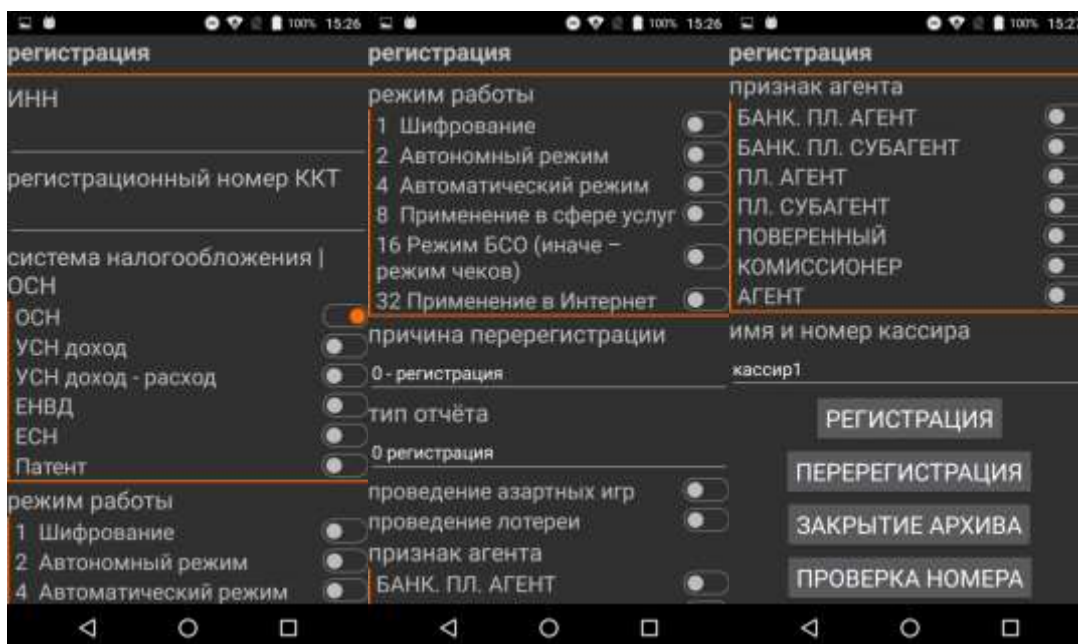 100% 15:26
регистрация
ИНН
регистрационный номер ККТ
система налогообложения |
ОСН
ОСН
УСН доход
УСН доход - расход
ЕНВД
ЕСН
Патент
режим работы
1 Шифрование
2 Автономный режим
4 Автоматический режим
100% 15:26
регистрация
режим работы
1 Шифрование
2 Автономный режим
4 Автоматический режим
8 Применение в сфере услуг
16 Режим БСО (иначе –
режим чеков)
32 Применение в Интернет
причина перерегистрации
0 - регистрация
тип отчёта
0 регистрация
проведение азартных игр
проведение лотереи
признак агента
БАНК. ПЛ. АГЕНТ
100% 15:27
регистрация
признак агента
БАНК. ПЛ. АГЕНТ
БАНК. ПЛ. СУБАГЕНТ
ПЛ. АГЕНТ
ПЛ. СУБАГЕНТ
ПОВЕРЕННЫЙ
КОМИССИОНЕР
АГЕНТ
имя и номер кассира
кассир1
РЕГИСТРАЦИЯ
ПЕРЕРЕГИСТРАЦИЯ
ЗАКРЫТИЕ АРХИВА
ПРОВЕРКА НОМЕРА